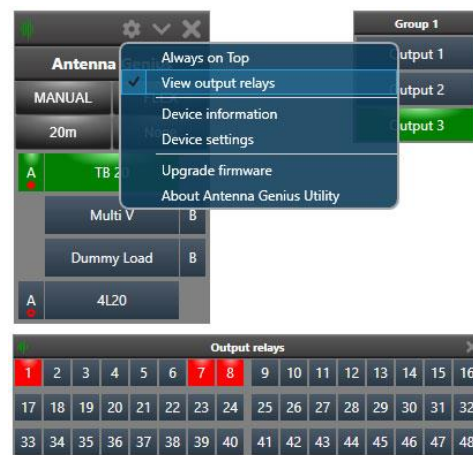 Group 1
Output 1
Output 2
Output 3
Antenna Genius
MANUAL
20m
Always on Top
View output relays
Device information
Device settings
Upgrade firmware
About Antenna Genius Utility
A TB 20
Multi V B
Dummy Load B
A 4L20
Output relays
1 2 3 4 5 6 7 8 9 10 11 12 13 14 15 16
17 18 19 20 21 22 23 24 25 26 27 28 29 30 31 32
33 34 35 36 37 38 39 40 41 42 43 44 45 46 47 48